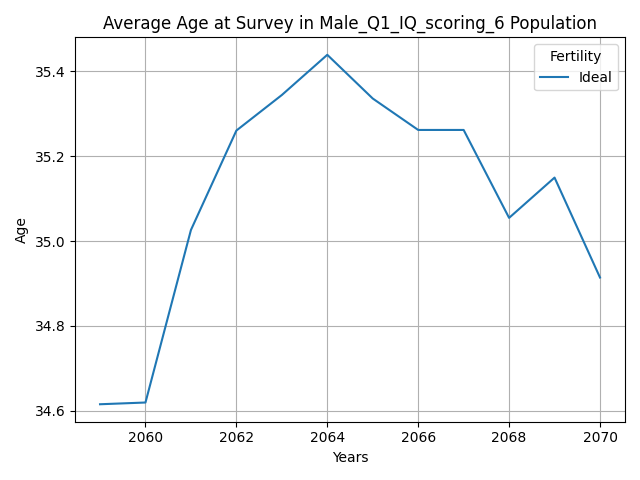 Average Age at Survey in Male_Q1_IQ_scoring_6 Population
Fertility
Ideal
35.4
35.2
35.0
34.8
34.6
Age
2060 2062 2064 2066 2068 2070
Years